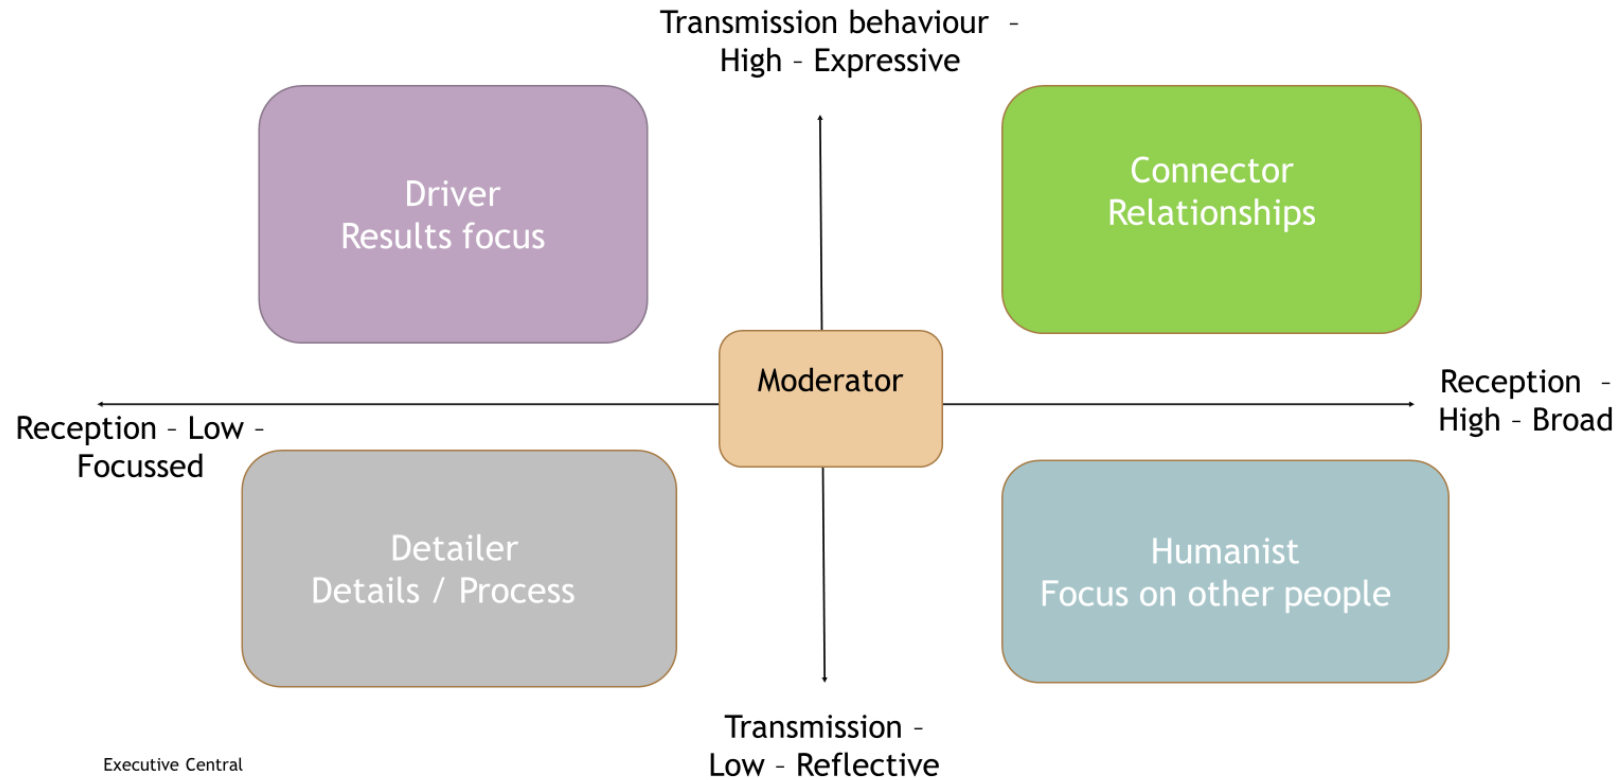 Transmission behaviour –
High – Expressive
Driver
Results focus
Connector
Relationships
Moderator
Reception –
High – Broad
Reception – Low –
Focussed
Detailer
Details / Process
Humanist
Focus on other people
Transmission –
Low – Reflective
Executive Central